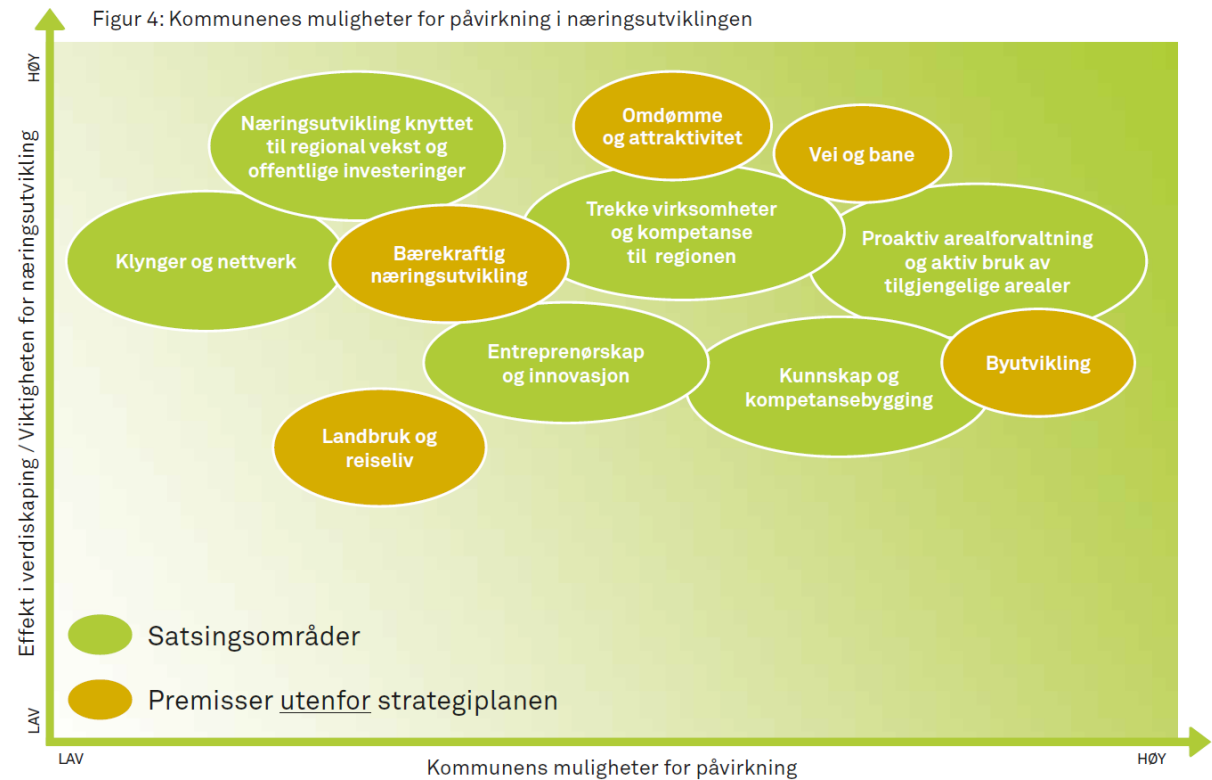 Figur 4: Kommunenes muligheter for påvirkning i næringsutviklingen
HØY
Effekt i verdiskaping / Viktigheten for næringsutvikling
LAV
Næringsutvikling knyttet
til regional vekst og
offentlige investeringer
Omdømme
og attraktivitet
Vei og bane
Klynger og nettverk
Bærekraftig
næringsutvikling
Trekke virksomheter
og kompetanse
til regionen
Proaktiv arealforvaltning
og aktiv bruk av
tilgjengelige arealer
Entreprenørskap
og innovasjon
Kunnskap og
kompetansebygging
Byutvikling
Landbruk og
reiseliv
Satsingsområder
Premisser utenfor strategiplanen
LAV
Kommunens muligheter for påvirkning
HØY